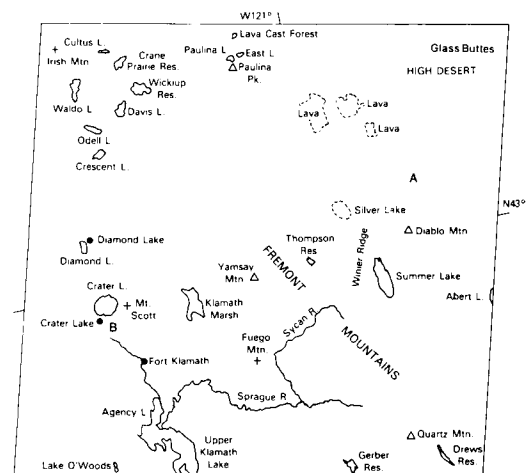 W121°
Lava Cast Forest
Cultus L.
Irish Mtn
Crane
Prairie Res.
Paulina L
East L
Paulina
Pk.
Glass Buttes
HIGH DESERT
Wickiup
Res.
Waldo L
Davis L.
Lava
Lava
Lava
Odell L
Crescent L.
A
N43°
Silver Lake
Diamond Lake
Diamond L.
Thompson
Res
Winter Ridge
Diablo Mtn
FREMONT
Yamsay
Mtn
Summer Lake
Crater L.
Mt.
Scott
Klamath
Marsh
Abert L.
Crater Lake
B
Sycan R
MOUNTAINS
Fuego
Mtn.
Fort Klamath
Sprague R
Agency L
Upper
Klamath
Lake
Quartz Mtn.
Drews
Res.
Gerber
Res.
Lake O'Woods